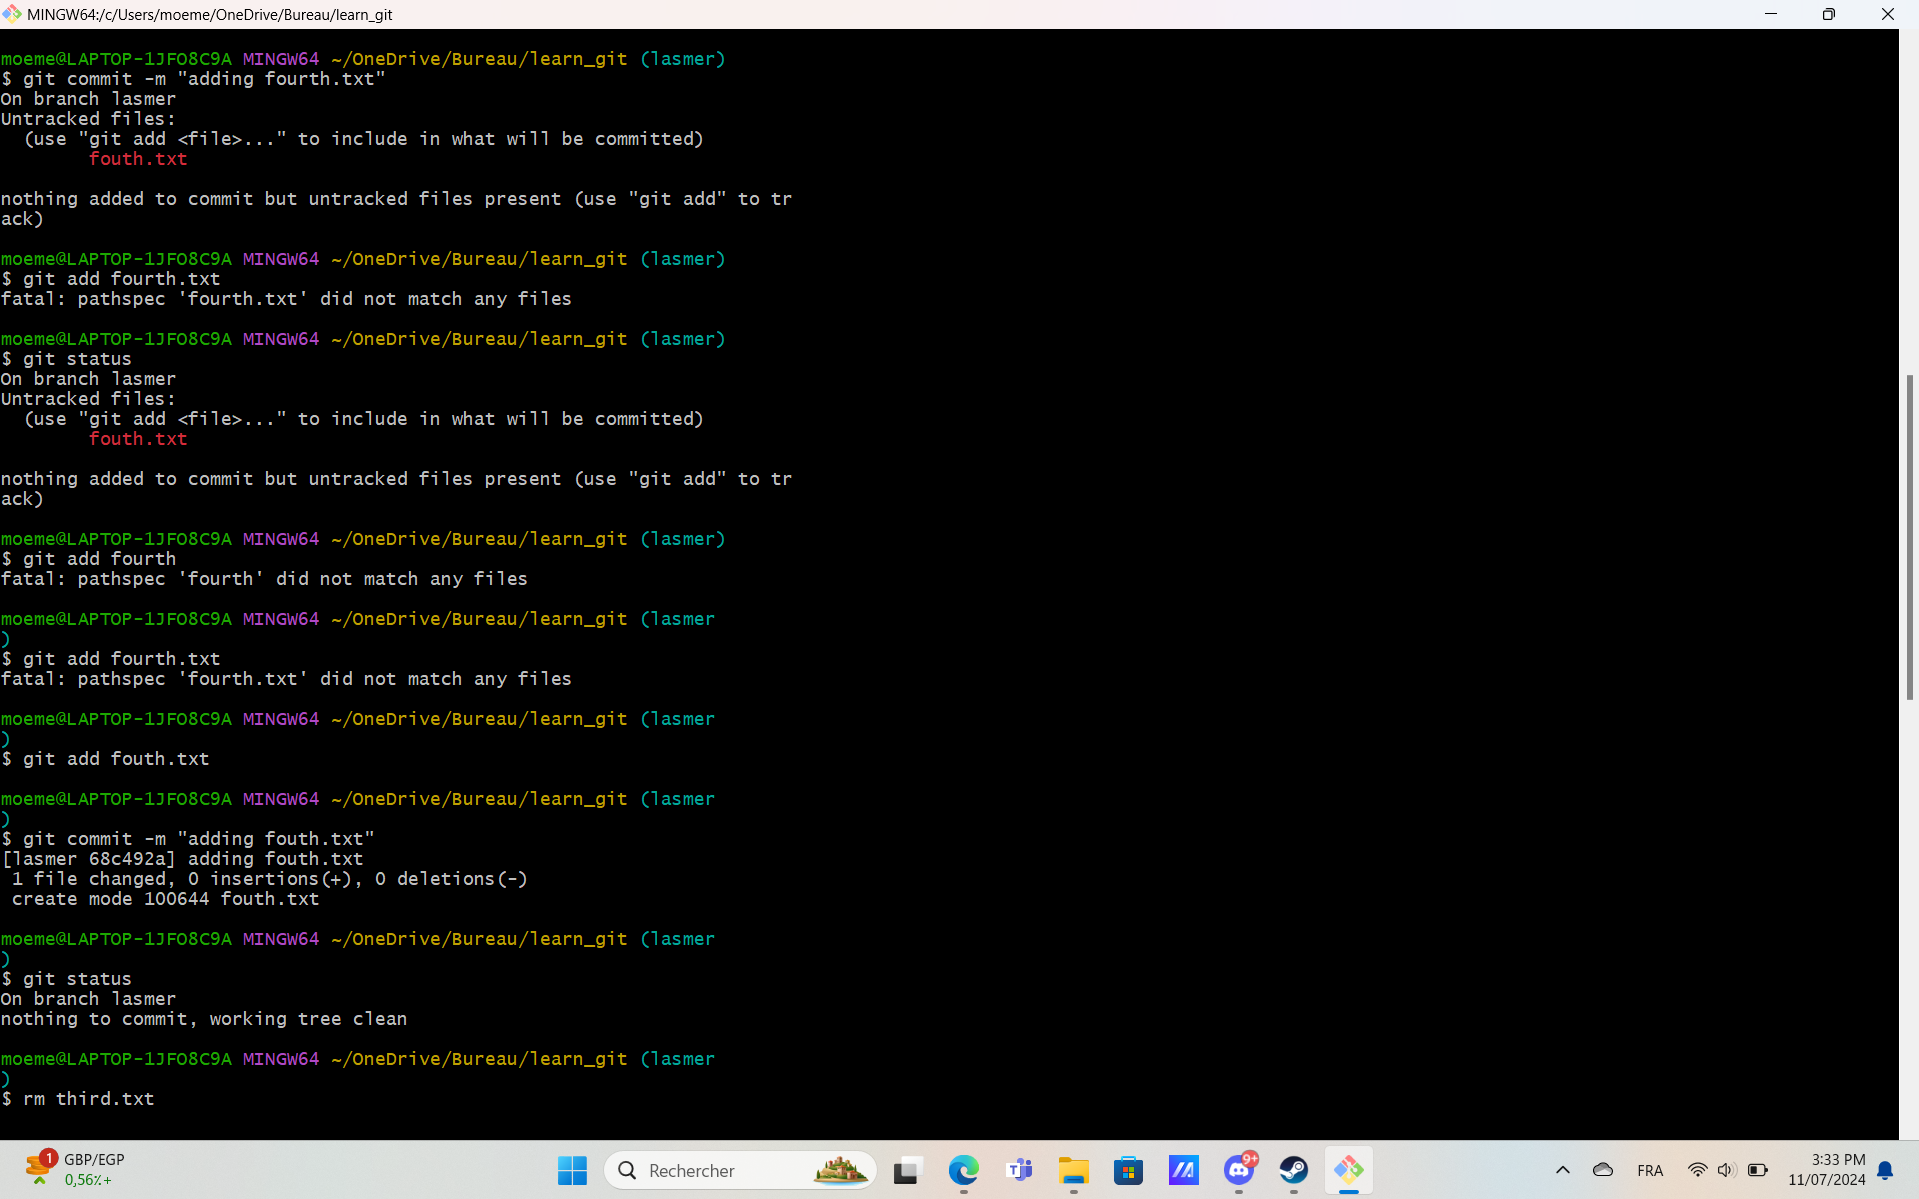 MINGW64:/c/Users/moeme/OneDrive/Bureau/learn_git
moeme@LAPTOP-1JFO8C9A MINGW64 ~/OneDrive/Bureau/learn_git (lasmer)
$ git commit -m "adding fourth.txt"
On branch lasmer
Untracked files:
  (use "git add <file>..." to include in what will be committed)
        fouth.txt
nothing added to commit but untracked files present (use "git add" to tr
ack)
moeme@LAPTOP-1JFO8C9A MINGW64 ~/OneDrive/Bureau/learn_git (lasmer)
$ git add fourth.txt
fatal: pathspec 'fourth.txt' did not match any files
moeme@LAPTOP-1JFO8C9A MINGW64 ~/OneDrive/Bureau/learn_git (lasmer)
$ git status
On branch lasmer
Untracked files:
  (use "git add <file>..." to include in what will be committed)
        fouth.txt
nothing added to commit but untracked files present (use "git add" to tr
ack)
moeme@LAPTOP-1JFO8C9A MINGW64 ~/OneDrive/Bureau/learn_git (lasmer)
$ git add fourth
fatal: pathspec 'fourth' did not match any files
moeme@LAPTOP-1JFO8C9A MINGW64 ~/OneDrive/Bureau/learn_git (lasmer
)
$ git add fourth.txt
fatal: pathspec 'fourth.txt' did not match any files
moeme@LAPTOP-1JFO8C9A MINGW64 ~/OneDrive/Bureau/learn_git (lasmer
)
$ git add fouth.txt
moeme@LAPTOP-1JFO8C9A MINGW64 ~/OneDrive/Bureau/learn_git (lasmer
)
$ git commit -m "adding fouth.txt"
[lasmer 68c492a] adding fouth.txt
 1 file changed, 0 insertions(+), 0 deletions(-)
 create mode 100644 fouth.txt
moeme@LAPTOP-1JFO8C9A MINGW64 ~/OneDrive/Bureau/learn_git (lasmer
)
$ git status
On branch lasmer
nothing to commit, working tree clean
moeme@LAPTOP-1JFO8C9A MINGW64 ~/OneDrive/Bureau/learn_git (lasmer
)
$ rm third.txt
1
GBP/EGP
0,56%+
Rechercher
9+
FRA
3:33 PM
11/07/2024